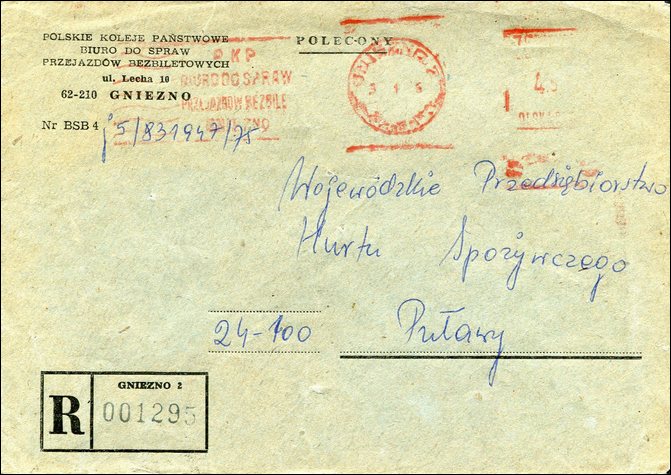 POLSKIE KOLEJE PAŃSTWOWE
BIURO DO SPRAW
PRZEJAZDÓW BEZBILETOWYCH
ul. Lecha 10
62-210 GNIEZNO
Nr BSB 4 j5/831947/75
POLECONY
PKP
BIURO DO SPRAW
PRZEJAZDÓW BEZBILE
GNIEZNO
Wojewódzkie Przedsiębiorstwo
Hurtu Spożywczego
24-100 Puławy
GNIEZNO 2
R 001295